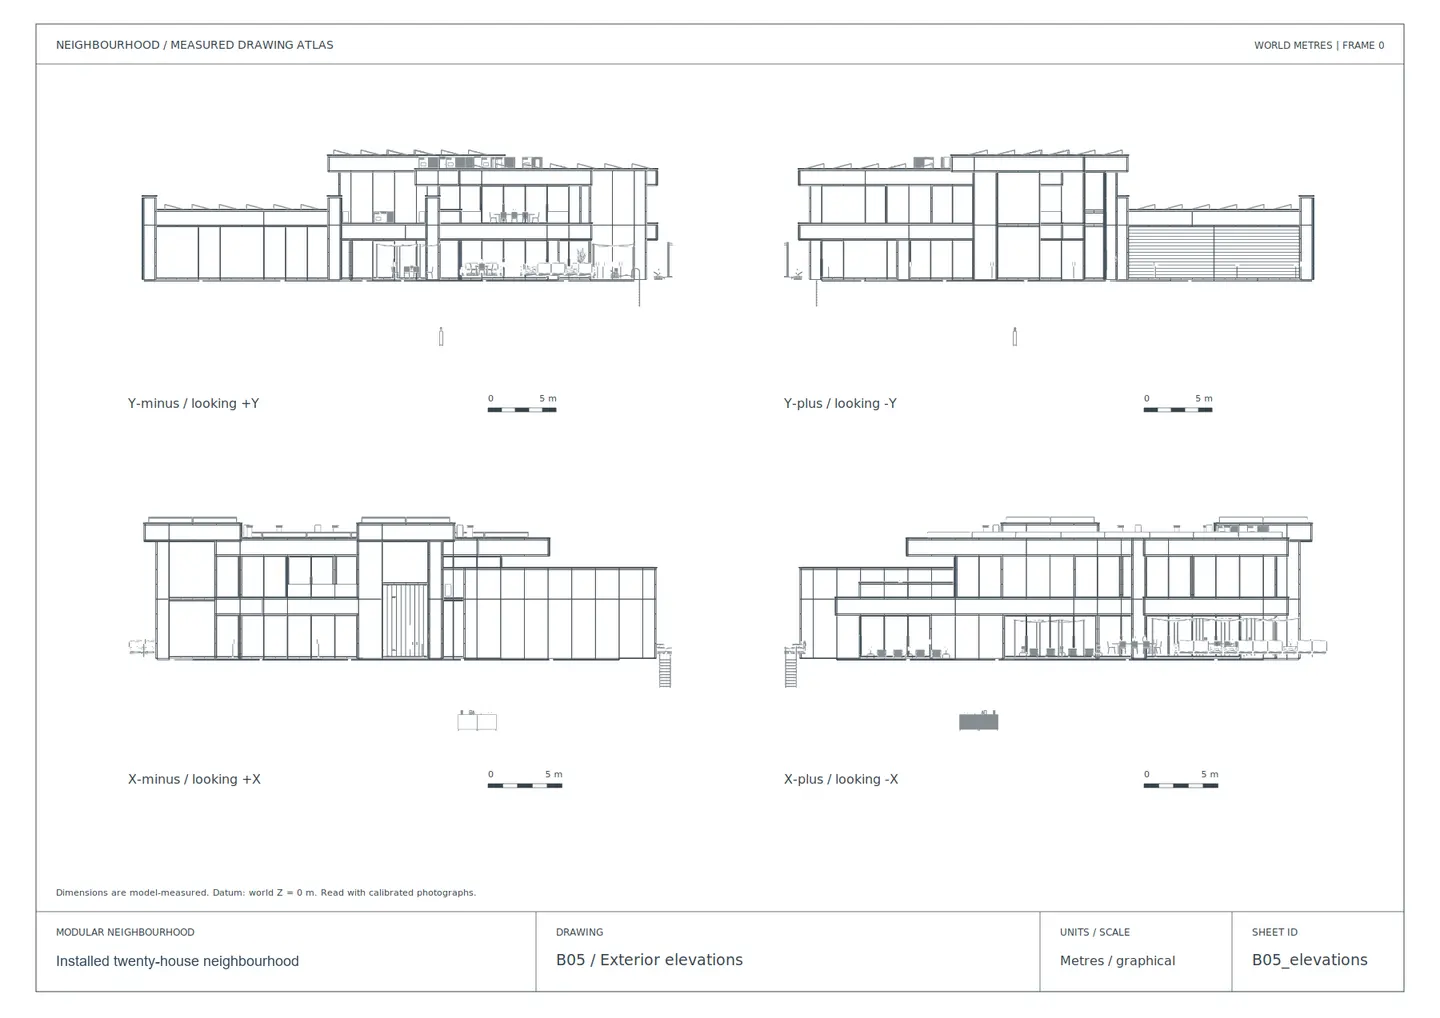 NEIGHBOURHOOD / MEASURED DRAWING ATLAS
WORLD METRES | FRAME 0
Y-minus / looking +Y
0 5 m
Y-plus / looking -Y
0 5 m
X-minus / looking +X
0 5 m
X-plus / looking -X
0 5 m
Dimensions are model-measured. Datum: world Z = 0 m. Read with calibrated photographs.
MODULAR NEIGHBOURHOOD
Installed twenty-house neighbourhood
DRAWING
B05 / Exterior elevations
UNITS / SCALE
Metres / graphical
SHEET ID
B05_elevations